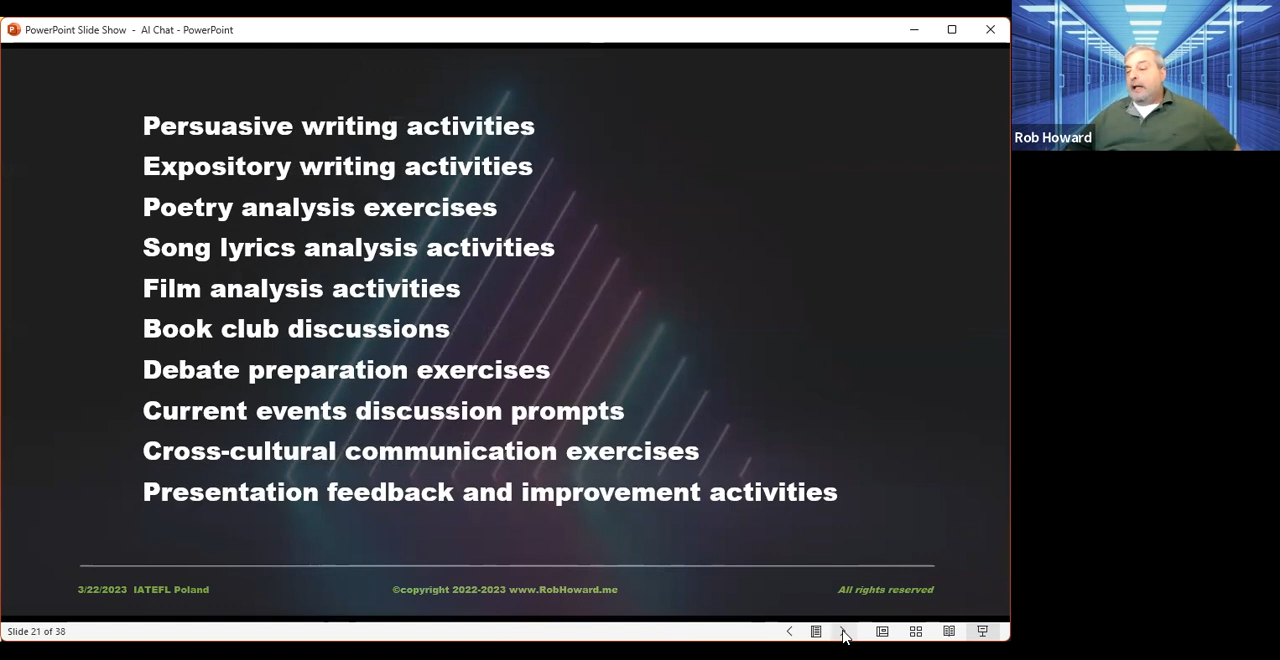 PowerPoint Slide Show - AI Chat - PowerPoint
Rob Howard
Persuasive writing activities
Expository writing activities
Poetry analysis exercises
Song lyrics analysis activities
Film analysis activities
Book club discussions
Debate preparation exercises
Current events discussion prompts
Cross-cultural communication exercises
Presentation feedback and improvement activities
3/22/2023 IATEFL Poland
©copyright 2022-2023 www.RobHoward.me
All rights reserved
Slide 21 of 38